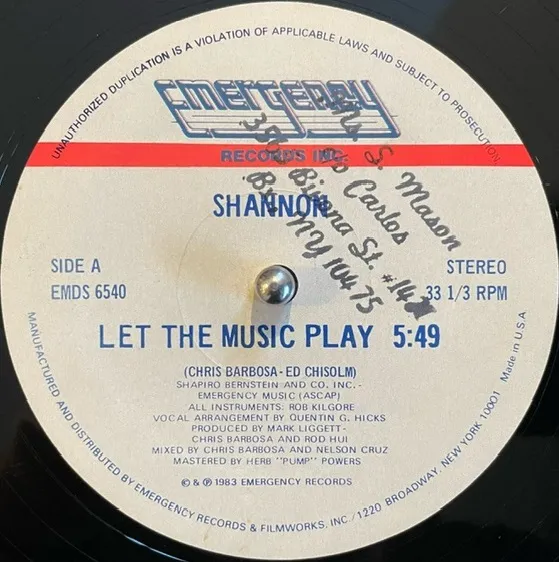 UNAUTHORIZED DUPLICATION IS A VIOLATION OF APPLICABLE LAWS AND SUBJECT TO PROSECUTION.
EMERGENCY
RECORDS INC.
Mrs. S. Mason
c/o Carlos
Bivona St.
Bx. NY 10475
SHANNON
SIDE A
EMDS 6540
STEREO
33 1/3 RPM
LET THE MUSIC PLAY 5:49
(CHRIS BARBOSA - ED CHISOLM)
SHAPIRO BERNSTEIN AND CO. INC. -
EMERGENCY MUSIC (ASCAP)
ALL INSTRUMENTS: ROB KILGORE
VOCAL ARRANGEMENT BY QUENTIN G. HICKS
PRODUCED BY MARK LIGGETT -
CHRIS BARBOSA AND ROD HUI
MIXED BY CHRIS BARBOSA AND NELSON CRUZ
MASTERED BY HERB "PUMP" POWERS
© & ℗ 1983 EMERGENCY RECORDS
MANUFACTURED AND DISTRIBUTED BY EMERGENCY RECORDS & FILMWORKS, INC./1220 BROADWAY, NEW YORK 10001 Made in U.S.A.